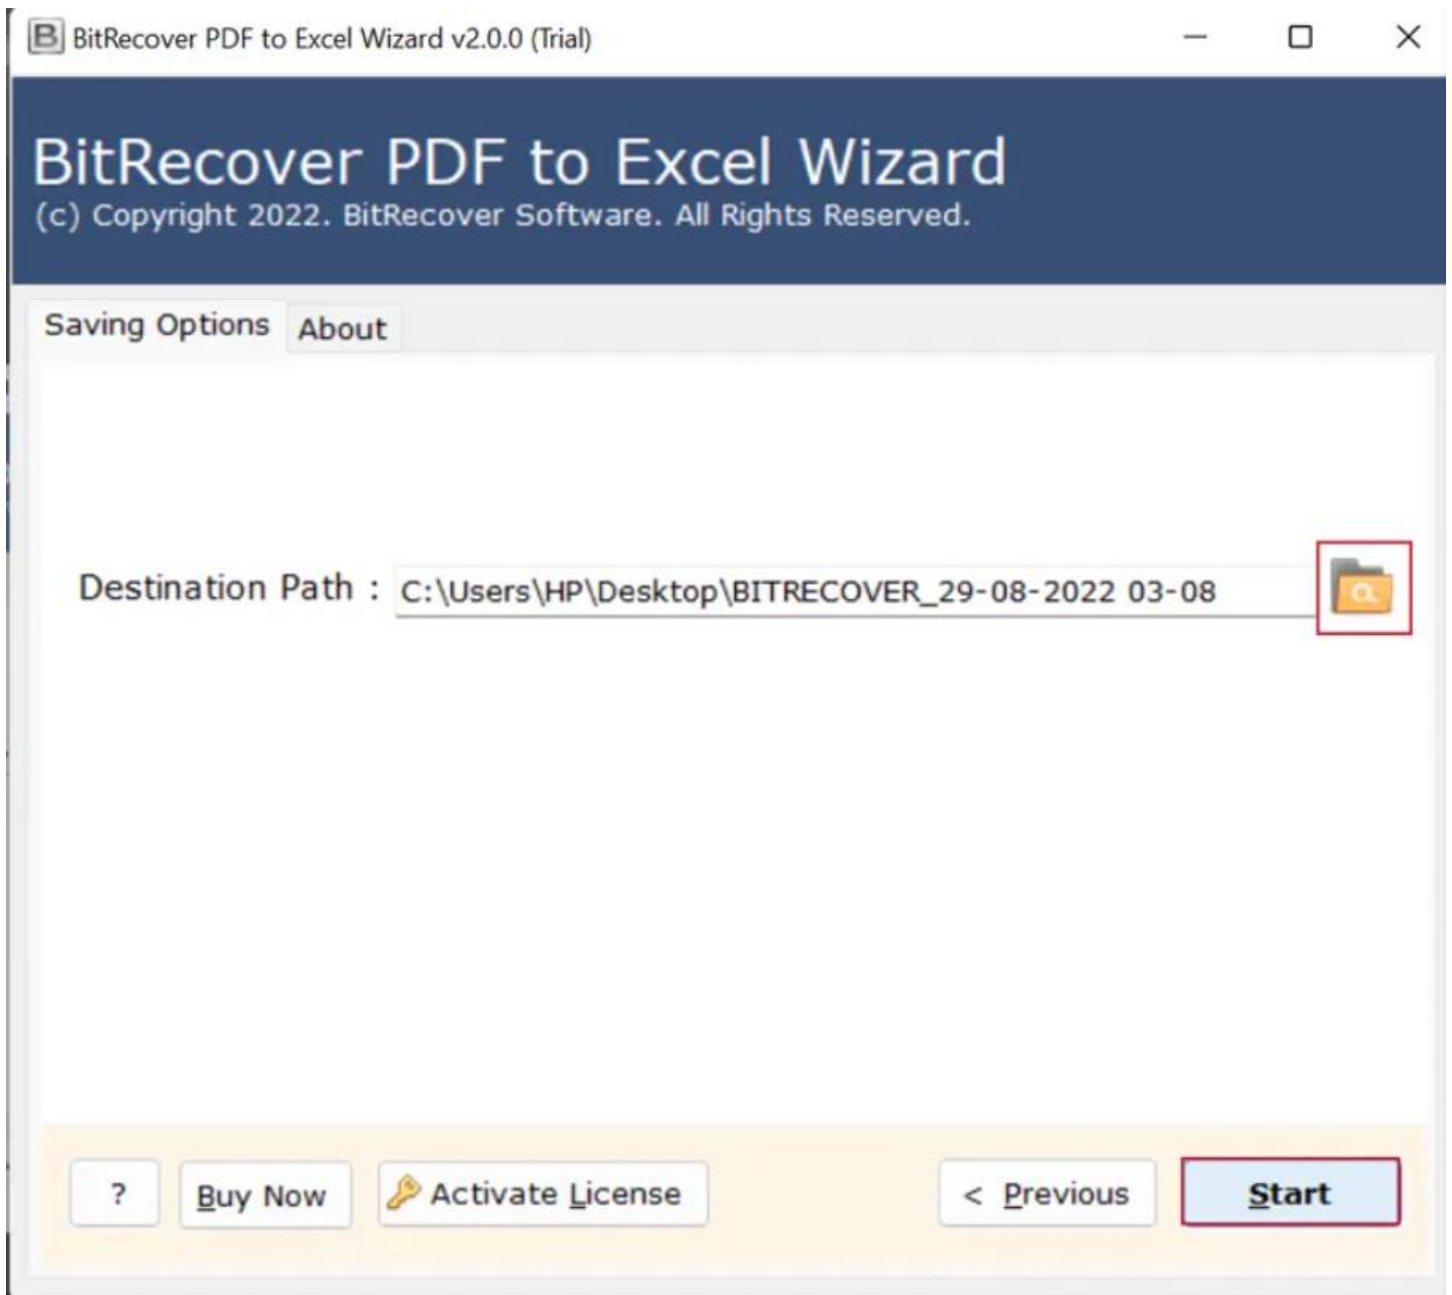 B BitRecover PDF to Excel Wizard v2.0.0 (Trial)
BitRecover PDF to Excel Wizard
(c) Copyright 2022. BitRecover Software. All Rights Reserved.
Saving Options About
Destination Path : C:\Users\HP\Desktop\BITRECOVER_29-08-2022 03-08
? Buy Now Activate License < Previous Start